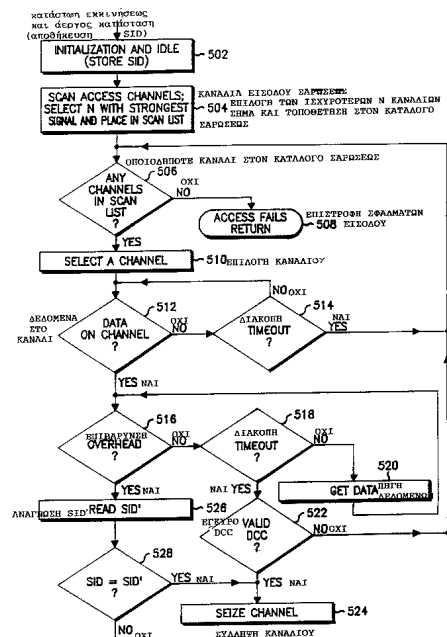 κατάσταση εκκινήσεως
και άεργος κατάσταση
(αποθήκευση SID)
INITIALIZATION AND IDLE
(STORE SID)
502
SCAN ACCESS CHANNELS;
SELECT N WITH STRONGEST
SIGNAL AND PLACE IN SCAN LIST
504
ΚΑΝΑΛΙΑ ΕΙΣΟΔΟΥ ΣΑΡΩΣΕΩΣ
ΕΠΙΛΟΓΗ ΤΩΝ ΙΣΧΥΡΟΤΕΡΩΝ Ν ΚΑΝΑΛΙΩΝ
ΣΗΜΑ ΚΑΙ ΤΟΠΟΘΕΤΗΣΗ ΣΤΟΝ ΚΑΤΑΛΟΓΟ
ΣΑΡΩΣΕΩΣ
ΟΠΟΙΟΔΗΠΟΤΕ ΚΑΝΑΛΙ ΣΤΟΝ ΚΑΤΑΛΟΓΟ ΣΑΡΩΣΕΩΣ
506
ANY
CHANNELS
IN SCAN
LIST
?
ΟΧΙ
NO
YES
ACCESS FAILS
RETURN
ΕΠΙΣΤΡΟΦΗ ΣΦΑΛΜΑΤΩΝ
508 ΕΙΣΟΔΟΥ
SELECT A CHANNEL
510 ΕΠΙΛΟΓΗ ΚΑΝΑΛΙΟΥ
NO ΟΧΙ
ΔΕΔΟΜΕΝΑ
ΣΤΟ
ΚΑΝΑΛΙ
512
DATA
ON CHANNEL
?
ΟΧΙ
NO
514
ΔΙΑΚΟΠΗ
TIMEOUT
?
ΝΑΙ
YES
YES ΝΑΙ
516
ΕΠΙΒΑΡΥΝΣΗ
OVERHEAD
?
ΟΧΙ
NO
518
ΔΙΑΚΟΠΗ
TIMEOUT
?
ΟΧΙ
NO
520
GET DATA ΠΗΓΗ
ΔΕΔΟΜΕΝΩΝ
YES ΝΑΙ
ΝΑΙ YES
ΑΝΑΓΝΩΣΗ SID'
READ SID'
526
ΕΓΚΥΡΟ
DCC
522
VALID
DCC
?
NO ΟΧΙ
528
SID = SID'
?
YES ΝΑΙ
YES ΝΑΙ
SEIZE CHANNEL
524
ΣΥΛΛΗΨΗ ΚΑΝΑΛΙΟΥ
NO ΟΧΙ